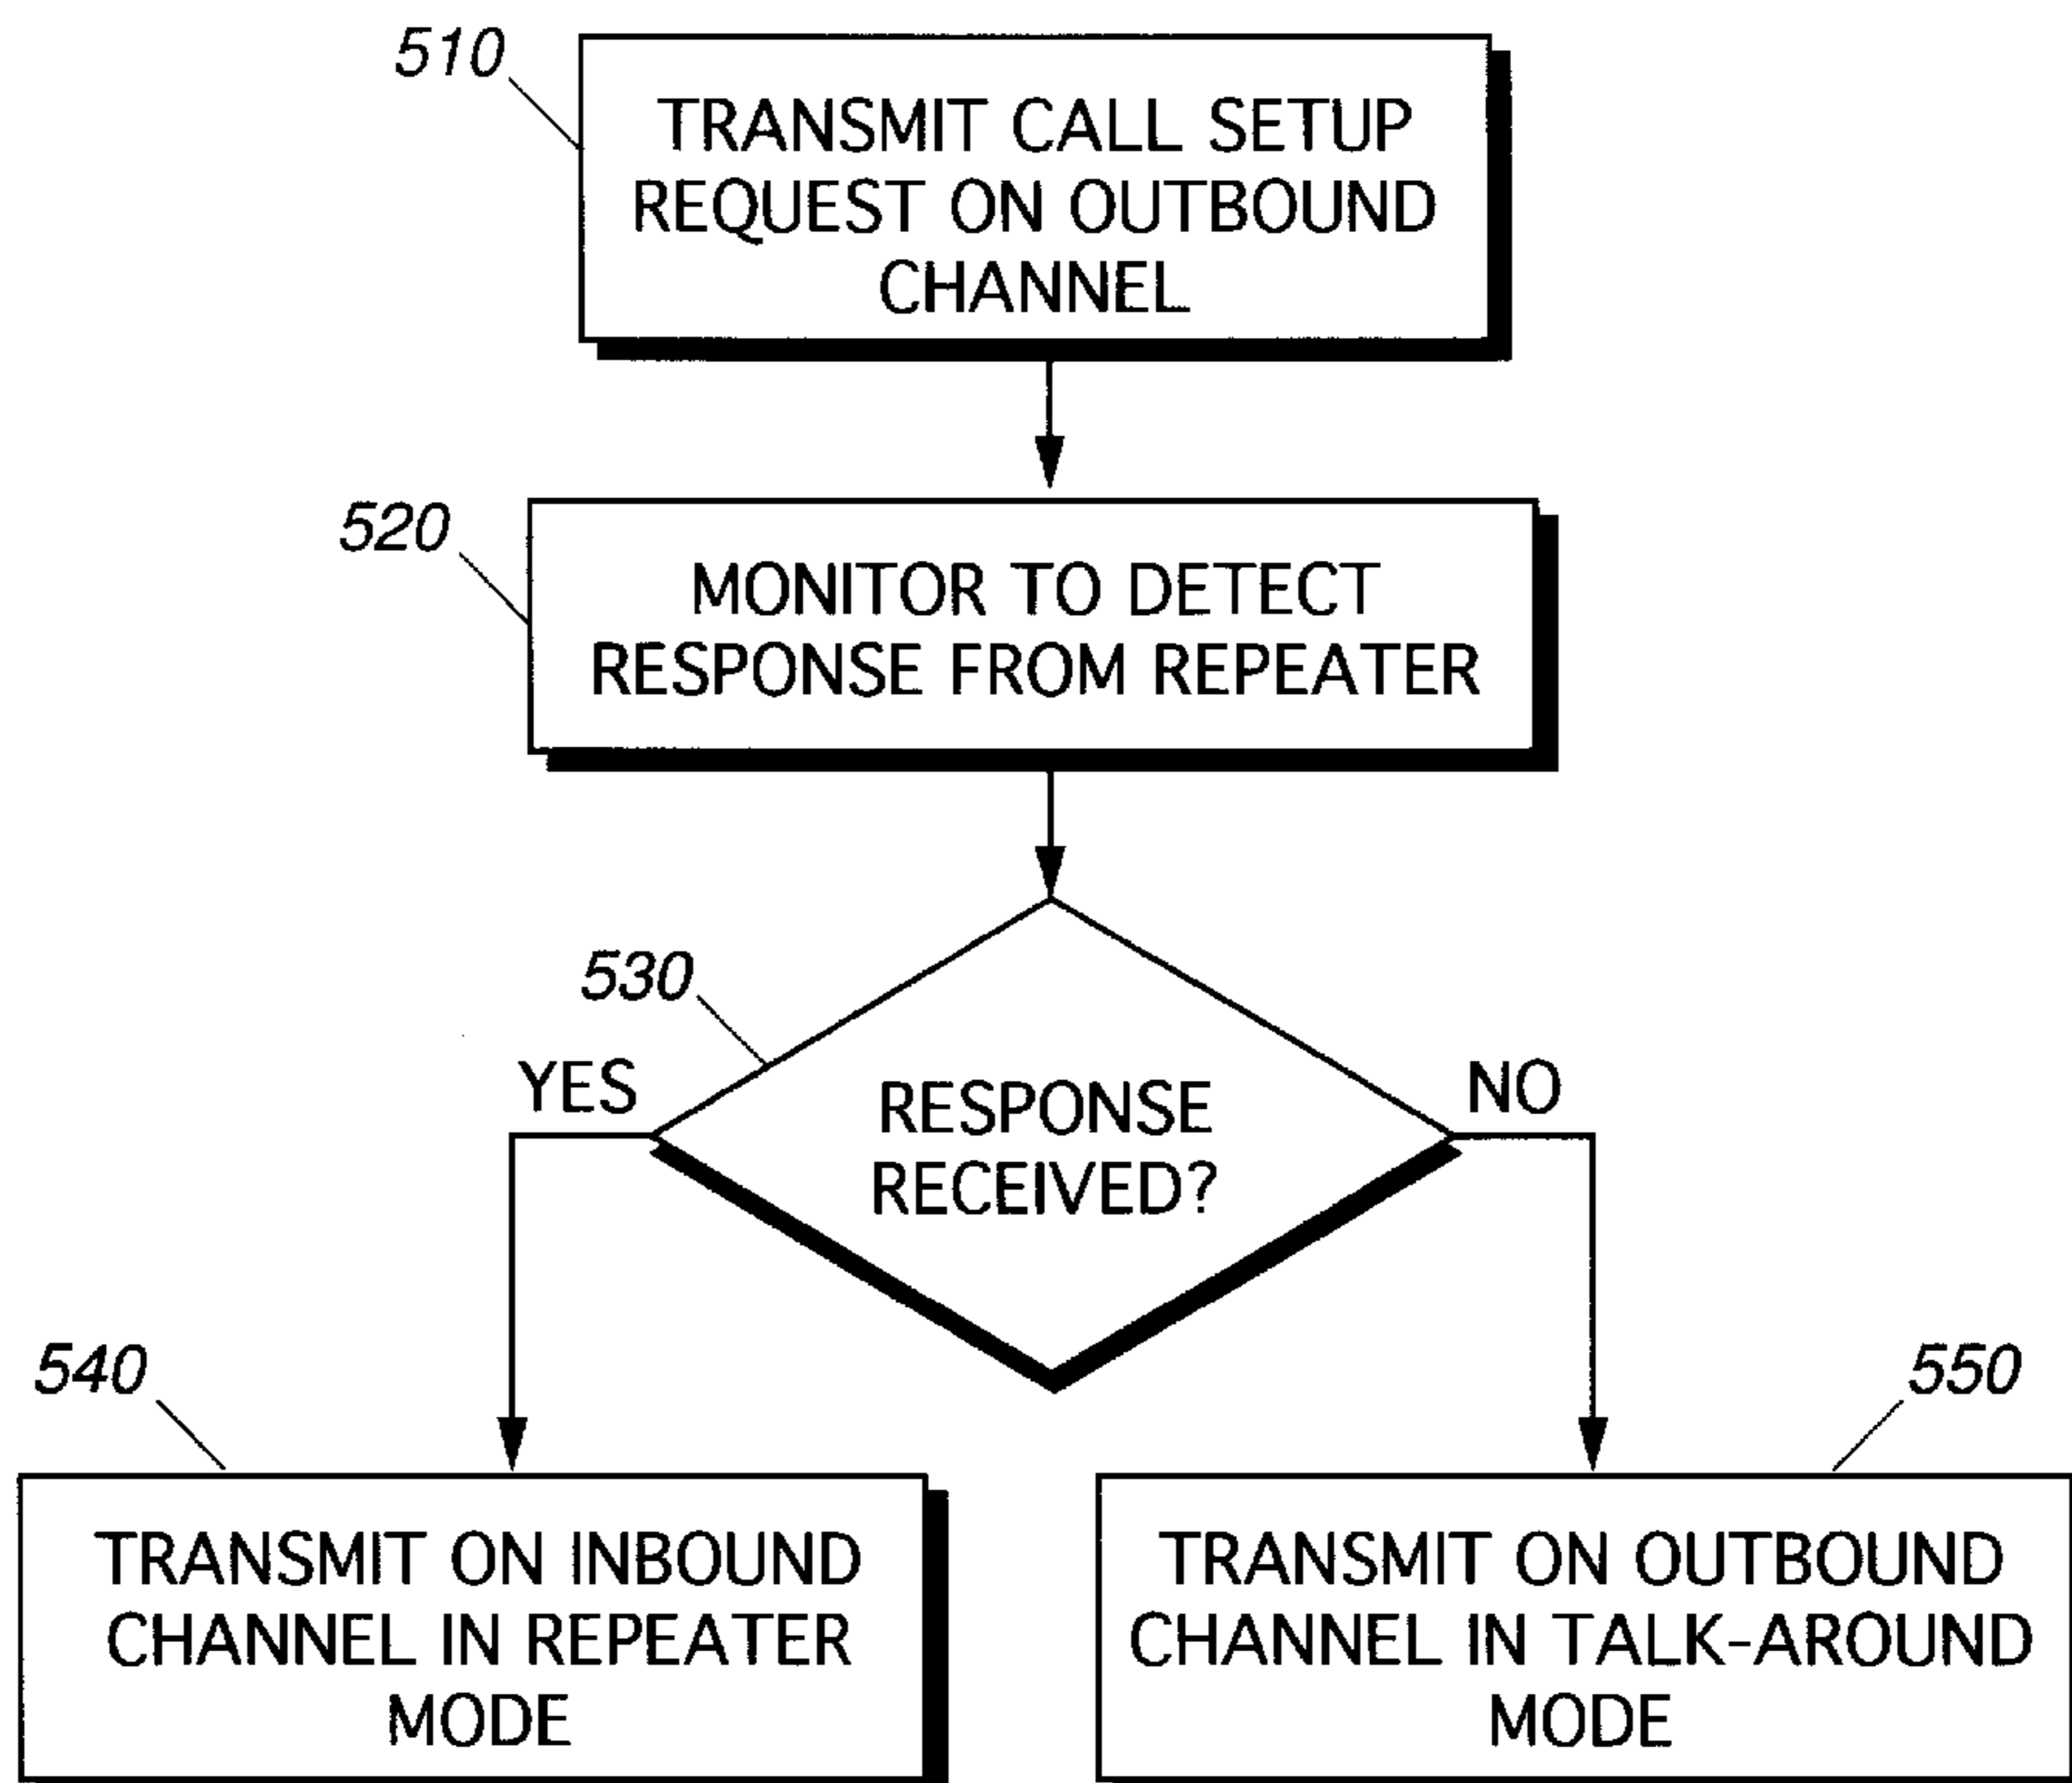 510
TRANSMIT CALL SETUP
REQUEST ON OUTBOUND
CHANNEL
520
MONITOR TO DETECT
RESPONSE FROM REPEATER
530
YES
NO
RESPONSE
RECEIVED?
540
550
TRANSMIT ON INBOUND
CHANNEL IN REPEATER
MODE
TRANSMIT ON OUTBOUND
CHANNEL IN TALK-AROUND
MODE